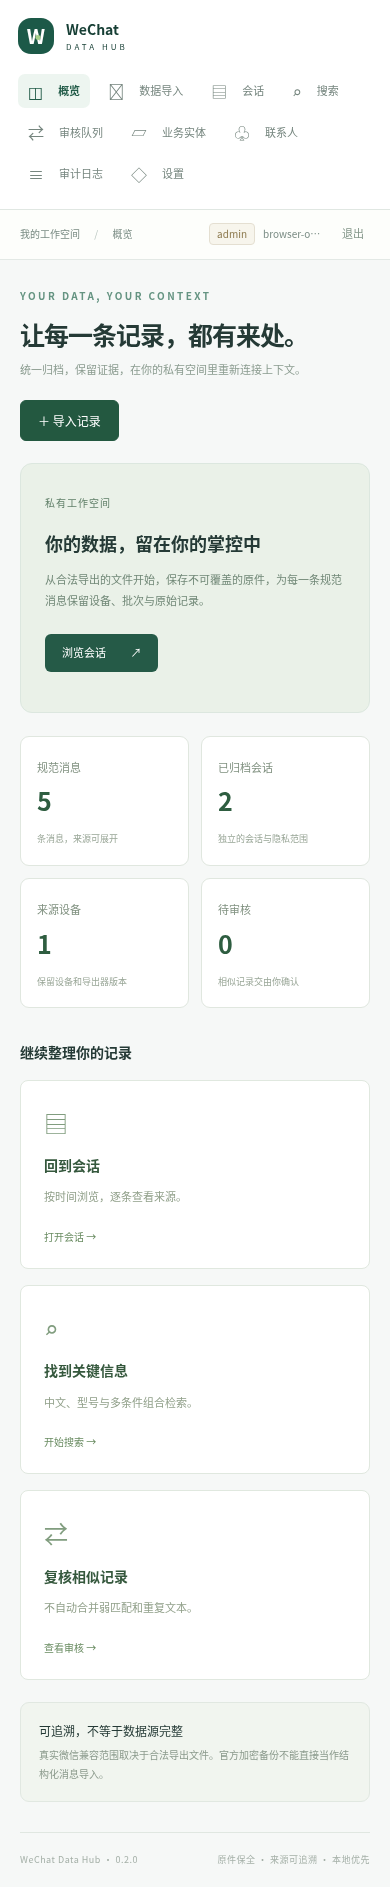 W
WeChat
DATA HUB
概览
数据导入
会话
搜索
审核队列
业务实体
联系人
审计日志
设置
我的工作空间 / 概览
admin browser-o… 退出
YOUR DATA, YOUR CONTEXT
让每一条记录，都有来处。
统一归档，保留证据，在你的私有空间里重新连接上下文。
＋ 导入记录
私有工作空间
你的数据，留在你的掌控中
从合法导出的文件开始，保存不可覆盖的原件，为每一条规范
消息保留设备、批次与原始记录。
浏览会话 ↗
规范消息
5
条消息，来源可展开
已归档会话
2
独立的会话与隐私范围
来源设备
1
保留设备和导出器版本
待审核
0
相似记录交由你确认
继续整理你的记录
回到会话
按时间浏览，逐条查看来源。
打开会话 →
找到关键信息
中文、型号与多条件组合检索。
开始搜索 →
复核相似记录
不自动合并弱匹配和重复文本。
查看审核 →
可追溯，不等于数据源完整
真实微信兼容范围取决于合法导出文件。官方加密备份不能直接当作结
构化消息导入。
WeChat Data Hub · 0.2.0
原件保全 · 来源可追溯 · 本地优先